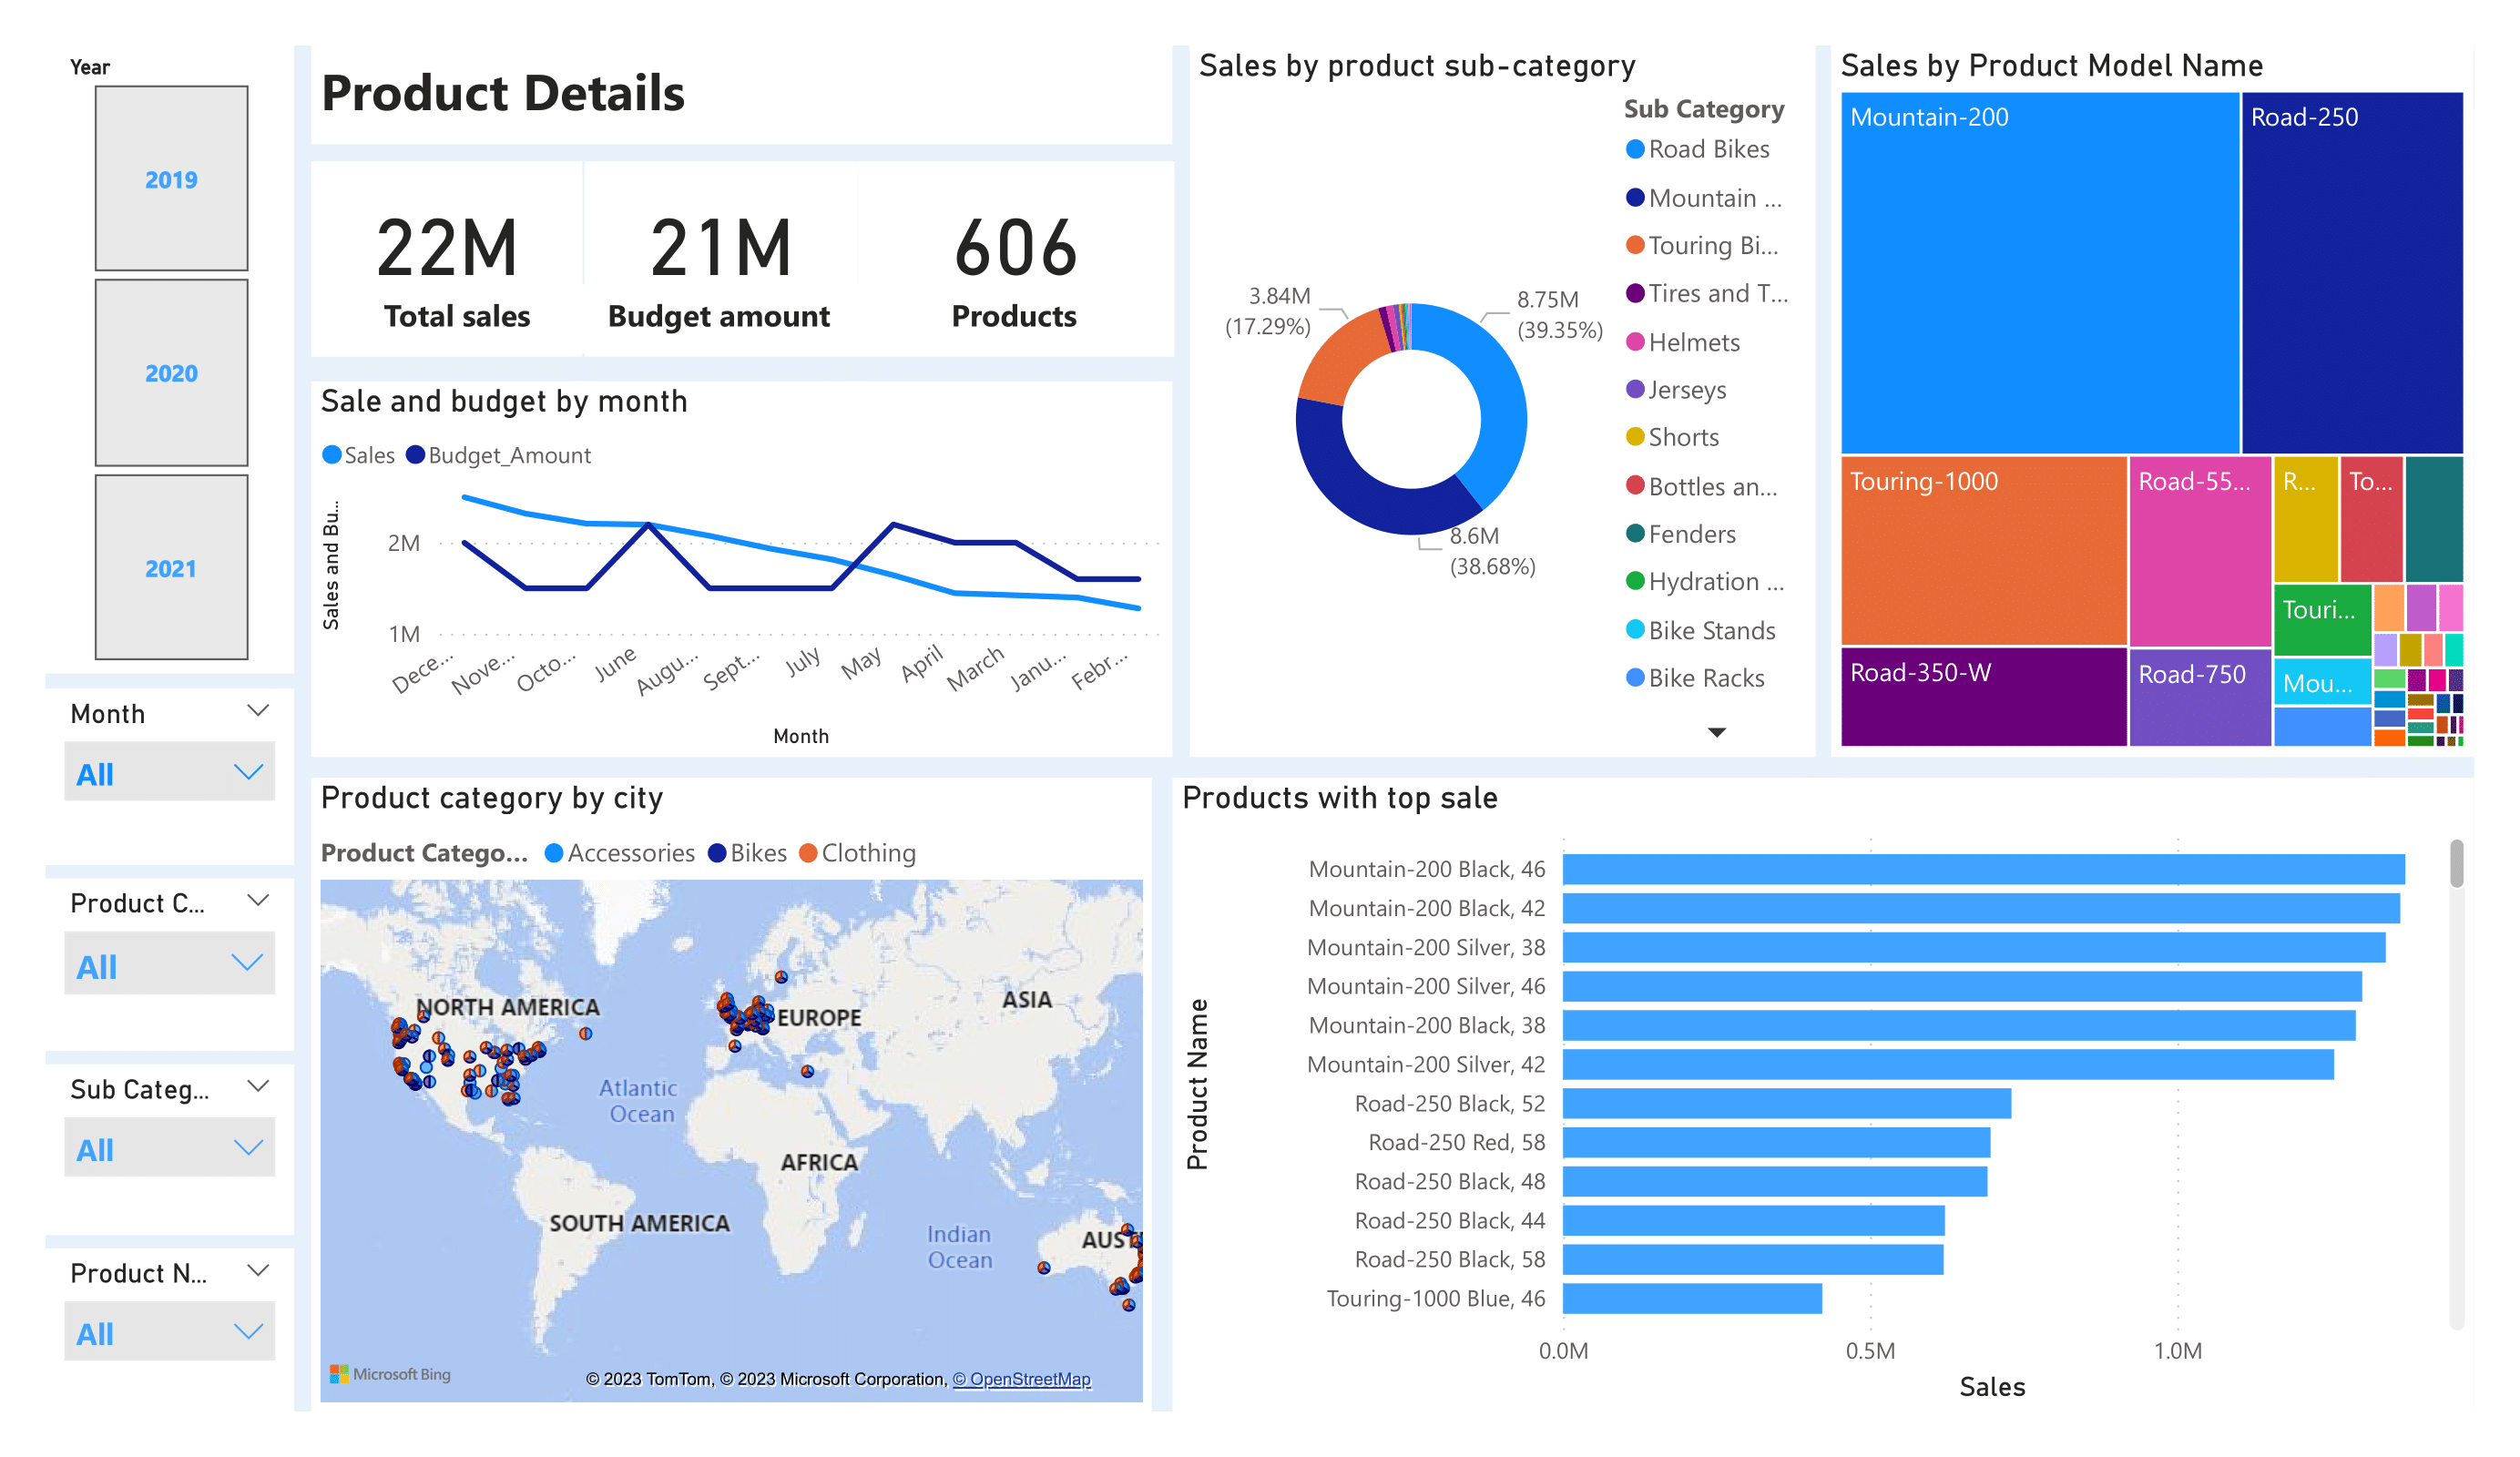 Year
2019
2020
2021
Month
All
Product C...
All
Sub Categ...
All
Product N...
All
Product Details
22M
Total sales
21M
Budget amount
606
Products
Sale and budget by month
Sales
Budget_Amount
Sales and Bu...
2M
1M
Dece...
Nove...
Octo...
June
Augu...
Sept...
July
May
April
March
Janu...
Febr...
Month
Sales by product sub-category
3.84M
(17.29%)
8.75M
(39.35%)
8.6M
(38.68%)
Sub Category
Road Bikes
Mountain ...
Touring Bi...
Tires and T...
Helmets
Jerseys
Shorts
Bottles an...
Fenders
Hydration ...
Bike Stands
Bike Racks
Sales by Product Model Name
Mountain-200
Road-250
Touring-1000
Road-55...
R...
To...
Touri...
Road-350-W
Road-750
Mou...
Product category by city
Product Catego...
Accessories
Bikes
Clothing
NORTH AMERICA
EUROPE
ASIA
Atlantic
Ocean
AFRICA
SOUTH AMERICA
Indian
Ocean
AUST
Microsoft Bing
© 2023 TomTom, © 2023 Microsoft Corporation, © OpenStreetMap
Products with top sale
Product Name
Mountain-200 Black, 46
Mountain-200 Black, 42
Mountain-200 Silver, 38
Mountain-200 Silver, 46
Mountain-200 Black, 38
Mountain-200 Silver, 42
Road-250 Black, 52
Road-250 Red, 58
Road-250 Black, 48
Road-250 Black, 44
Road-250 Black, 58
Touring-1000 Blue, 46
0.0M
0.5M
1.0M
Sales